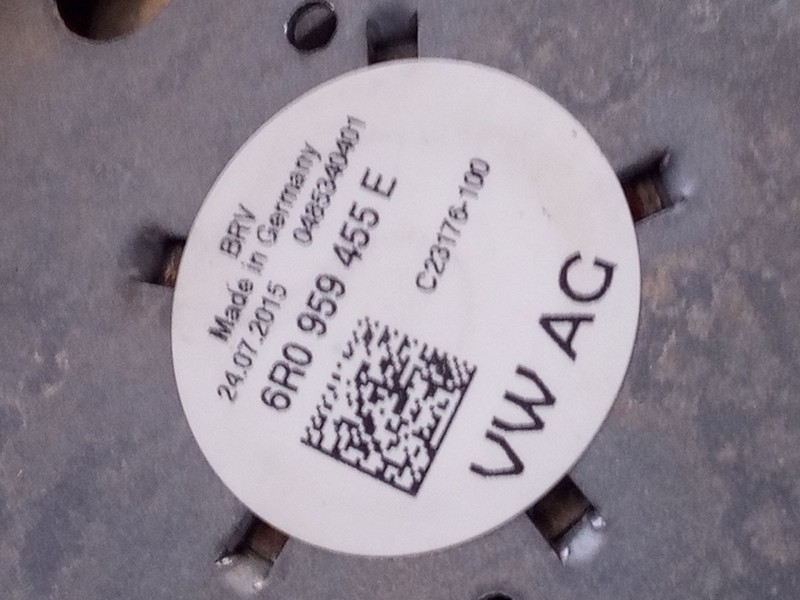 BRV
Made in Germany
24.07.2015 0485340401
6R0 959 455 E
C23176-100
VW AG